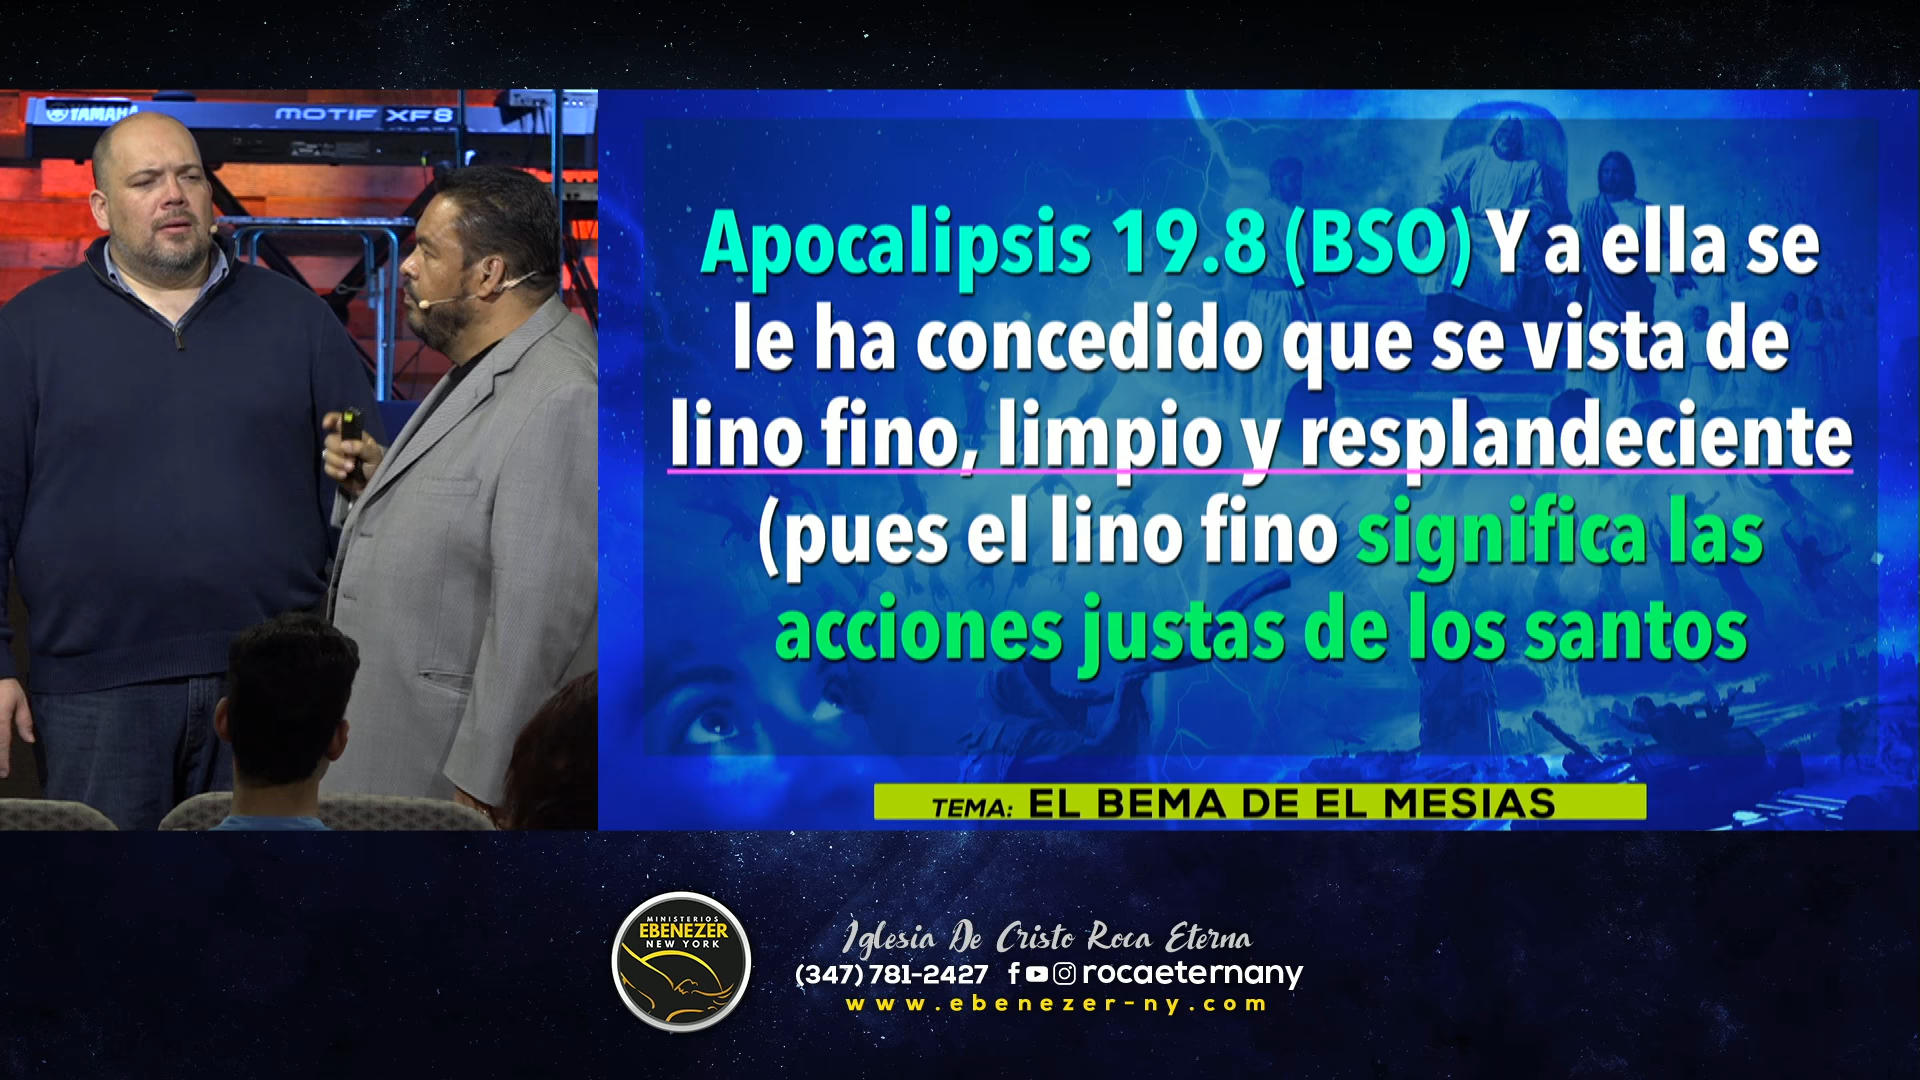 YAMAHA
MOTIF XF8
Apocalipsis 19.8 (BSO) Y a ella se
le ha concedido que se vista de
lino fino, limpio y resplandeciente
(pues el lino fino significa las
acciones justas de los santos
TEMA: EL BEMA DE EL MESIAS
MINISTERIOS
EBENEZER
NEW YORK
Iglesia De Cristo Roca Eterna
(347) 781-2427 rocaeternany
www.ebenezer-ny.com